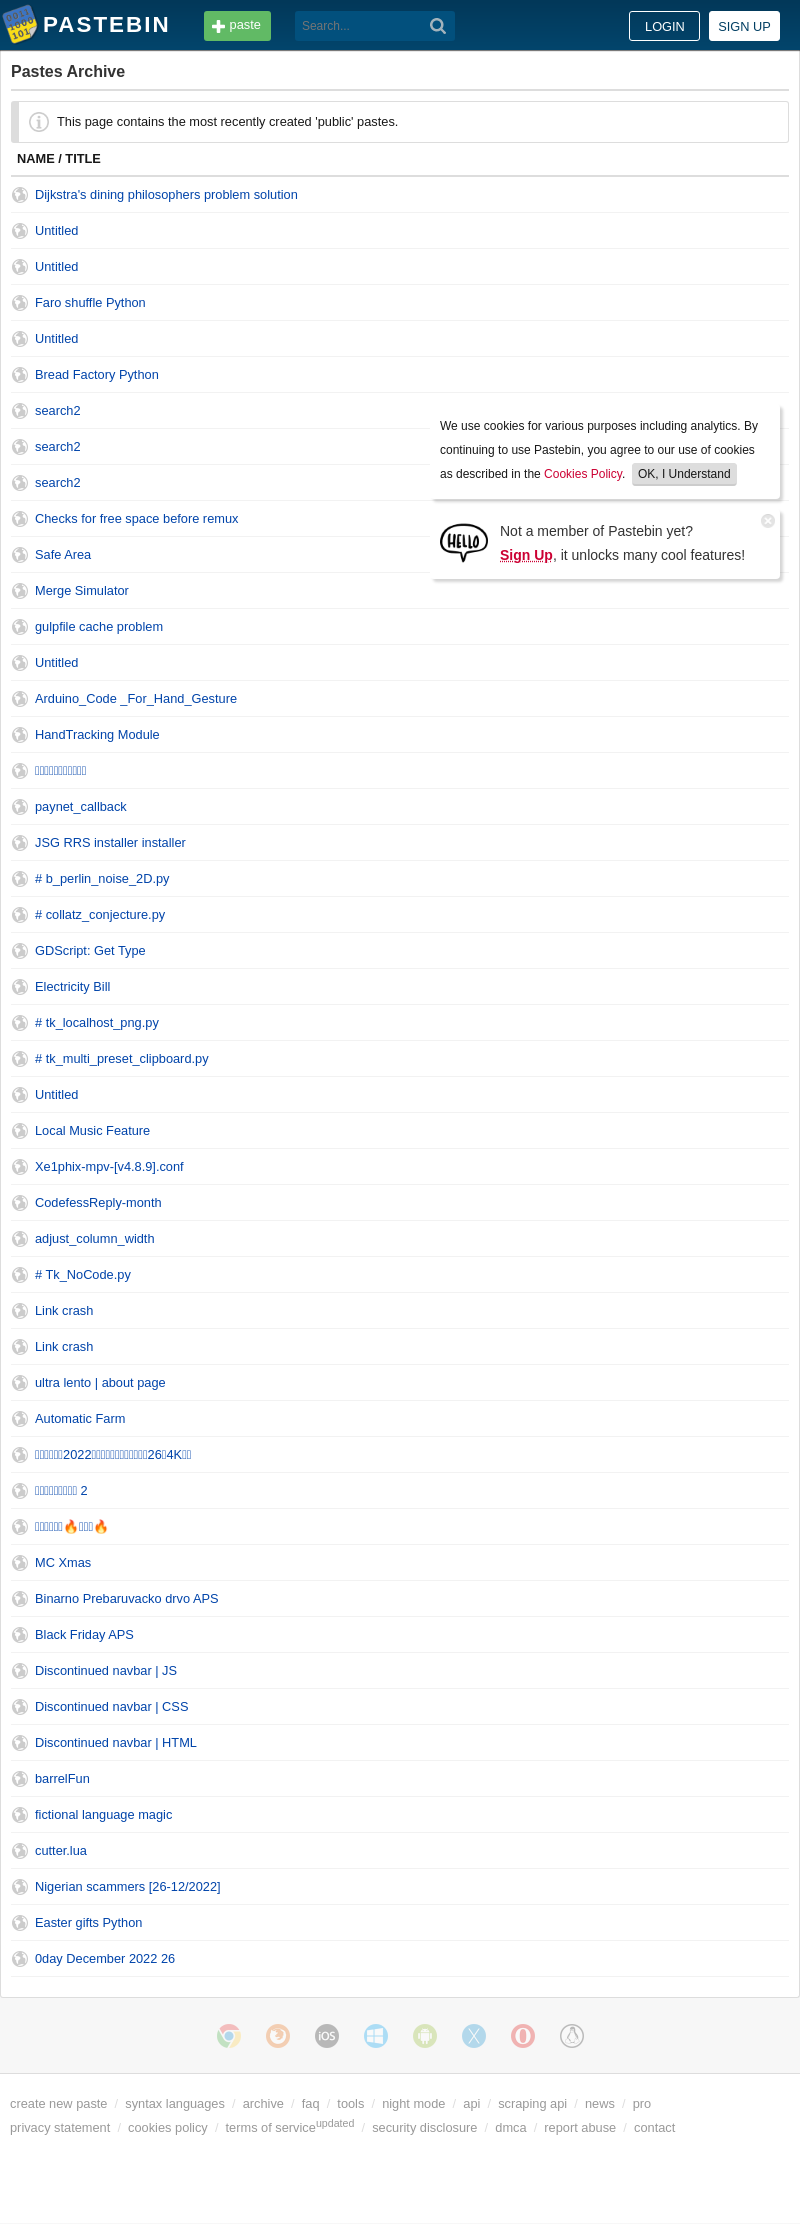 PASTEBIN
paste
Search...
LOGIN
SIGN UP
Pastes Archive
This page contains the most recently created 'public' pastes.
NAME / TITLE
Dijkstra's dining philosophers problem solution
Untitled
Untitled
Faro shuffle Python
Untitled
Bread Factory Python
search2
search2
search2
We use cookies for various purposes including analytics. By
continuing to use Pastebin, you agree to our use of cookies
as described in the Cookies Policy. OK, I Understand
Checks for free space before remux
Safe Area
HELLO
Not a member of Pastebin yet?
Sign Up, it unlocks many cool features!
Merge Simulator
gulpfile cache problem
Untitled
Arduino_Code _For_Hand_Gesture
HandTracking Module
paynet_callback
JSG RRS installer installer
# b_perlin_noise_2D.py
# collatz_conjecture.py
GDScript: Get Type
Electricity Bill
# tk_localhost_png.py
# tk_multi_preset_clipboard.py
Untitled
Local Music Feature
Xe1phix-mpv-[v4.8.9].conf
CodefessReply-month
adjust_column_width
# Tk_NoCode.py
Link crash
Link crash
ultra lento | about page
Automatic Farm
2022 26 4K
2
🔥 🔥
MC Xmas
Binarno Prebaruvacko drvo APS
Black Friday APS
Discontinued navbar | JS
Discontinued navbar | CSS
Discontinued navbar | HTML
barrelFun
fictional language magic
cutter.lua
Nigerian scammers [26-12/2022]
Easter gifts Python
0day December 2022 26
iOS
create new paste / syntax languages / archive / faq / tools / night mode / api / scraping api / news / pro
privacy statement / cookies policy / terms of service updated / security disclosure / dmca / report abuse / contact